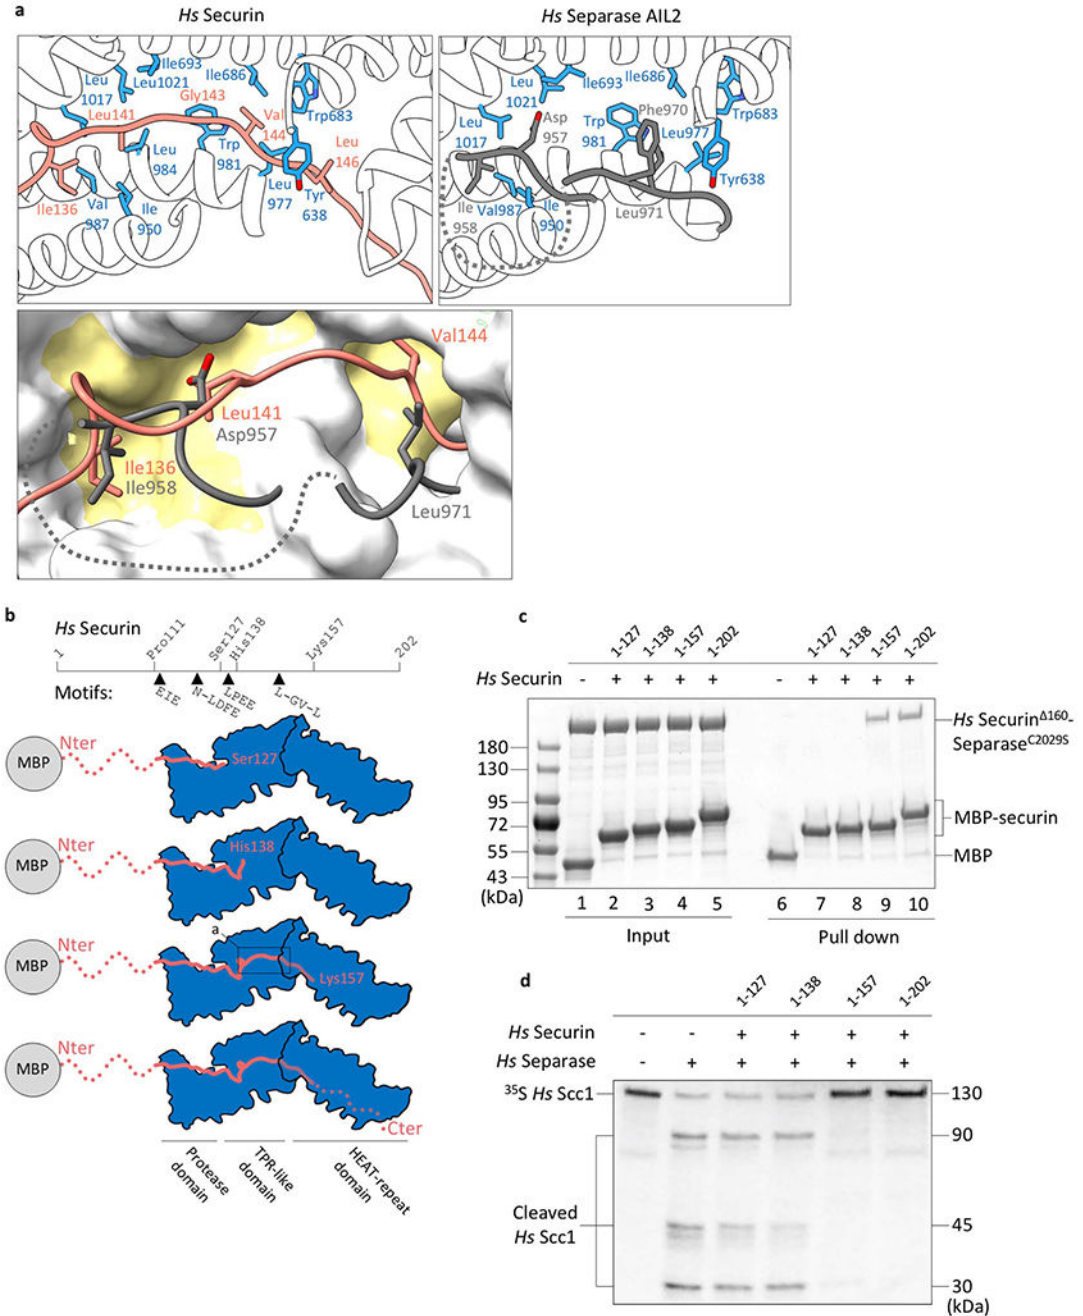 a
Hs Securin
Hs Separase AIL2
Ile693
Leu
1017
Leu1021
Ile686
Gly143
Leu141
Val
144
Trp683
Leu
984
Trp
981
Leu
146
Ile136
Val
987
Ile
950
Leu
977
Tyr
638
Leu
1021
Ile693
Ile686
Asp
957
Phe970
Trp683
Leu
1017
Trp
981
Leu977
Tyr638
Ile
958
Val987
Ile
950
Leu971
Val144
Leu141
Asp957
Ile136
Ile958
Leu971
b
Hs Securin
1
Pro111
Ser127
His138
Lys157
202
Motifs:
EIE
N-LDFE
LPEE
L-GV-L
MBP
Nter
Ser127
MBP
Nter
His138
MBP
Nter
a
Lys157
MBP
Nter
Cter
Protease
domain
TPR-like
domain
HEAT-repeat
domain
c
1-127
1-138
1-157
1-202
1-127
1-138
1-157
1-202
Hs Securin - + + + + - + + + +
180
130
95
72
55
43
(kDa)
Hs SecurinΔ160-
SeparaseC2029S
MBP-securin
MBP
1 2 3 4 5 6 7 8 9 10
Input
Pull down
d
1-127
1-138
1-157
1-202
Hs Securin - - + + + +
Hs Separase - + + + + +
35S Hs Scc1
130
90
Cleaved
Hs Scc1
45
30
(kDa)